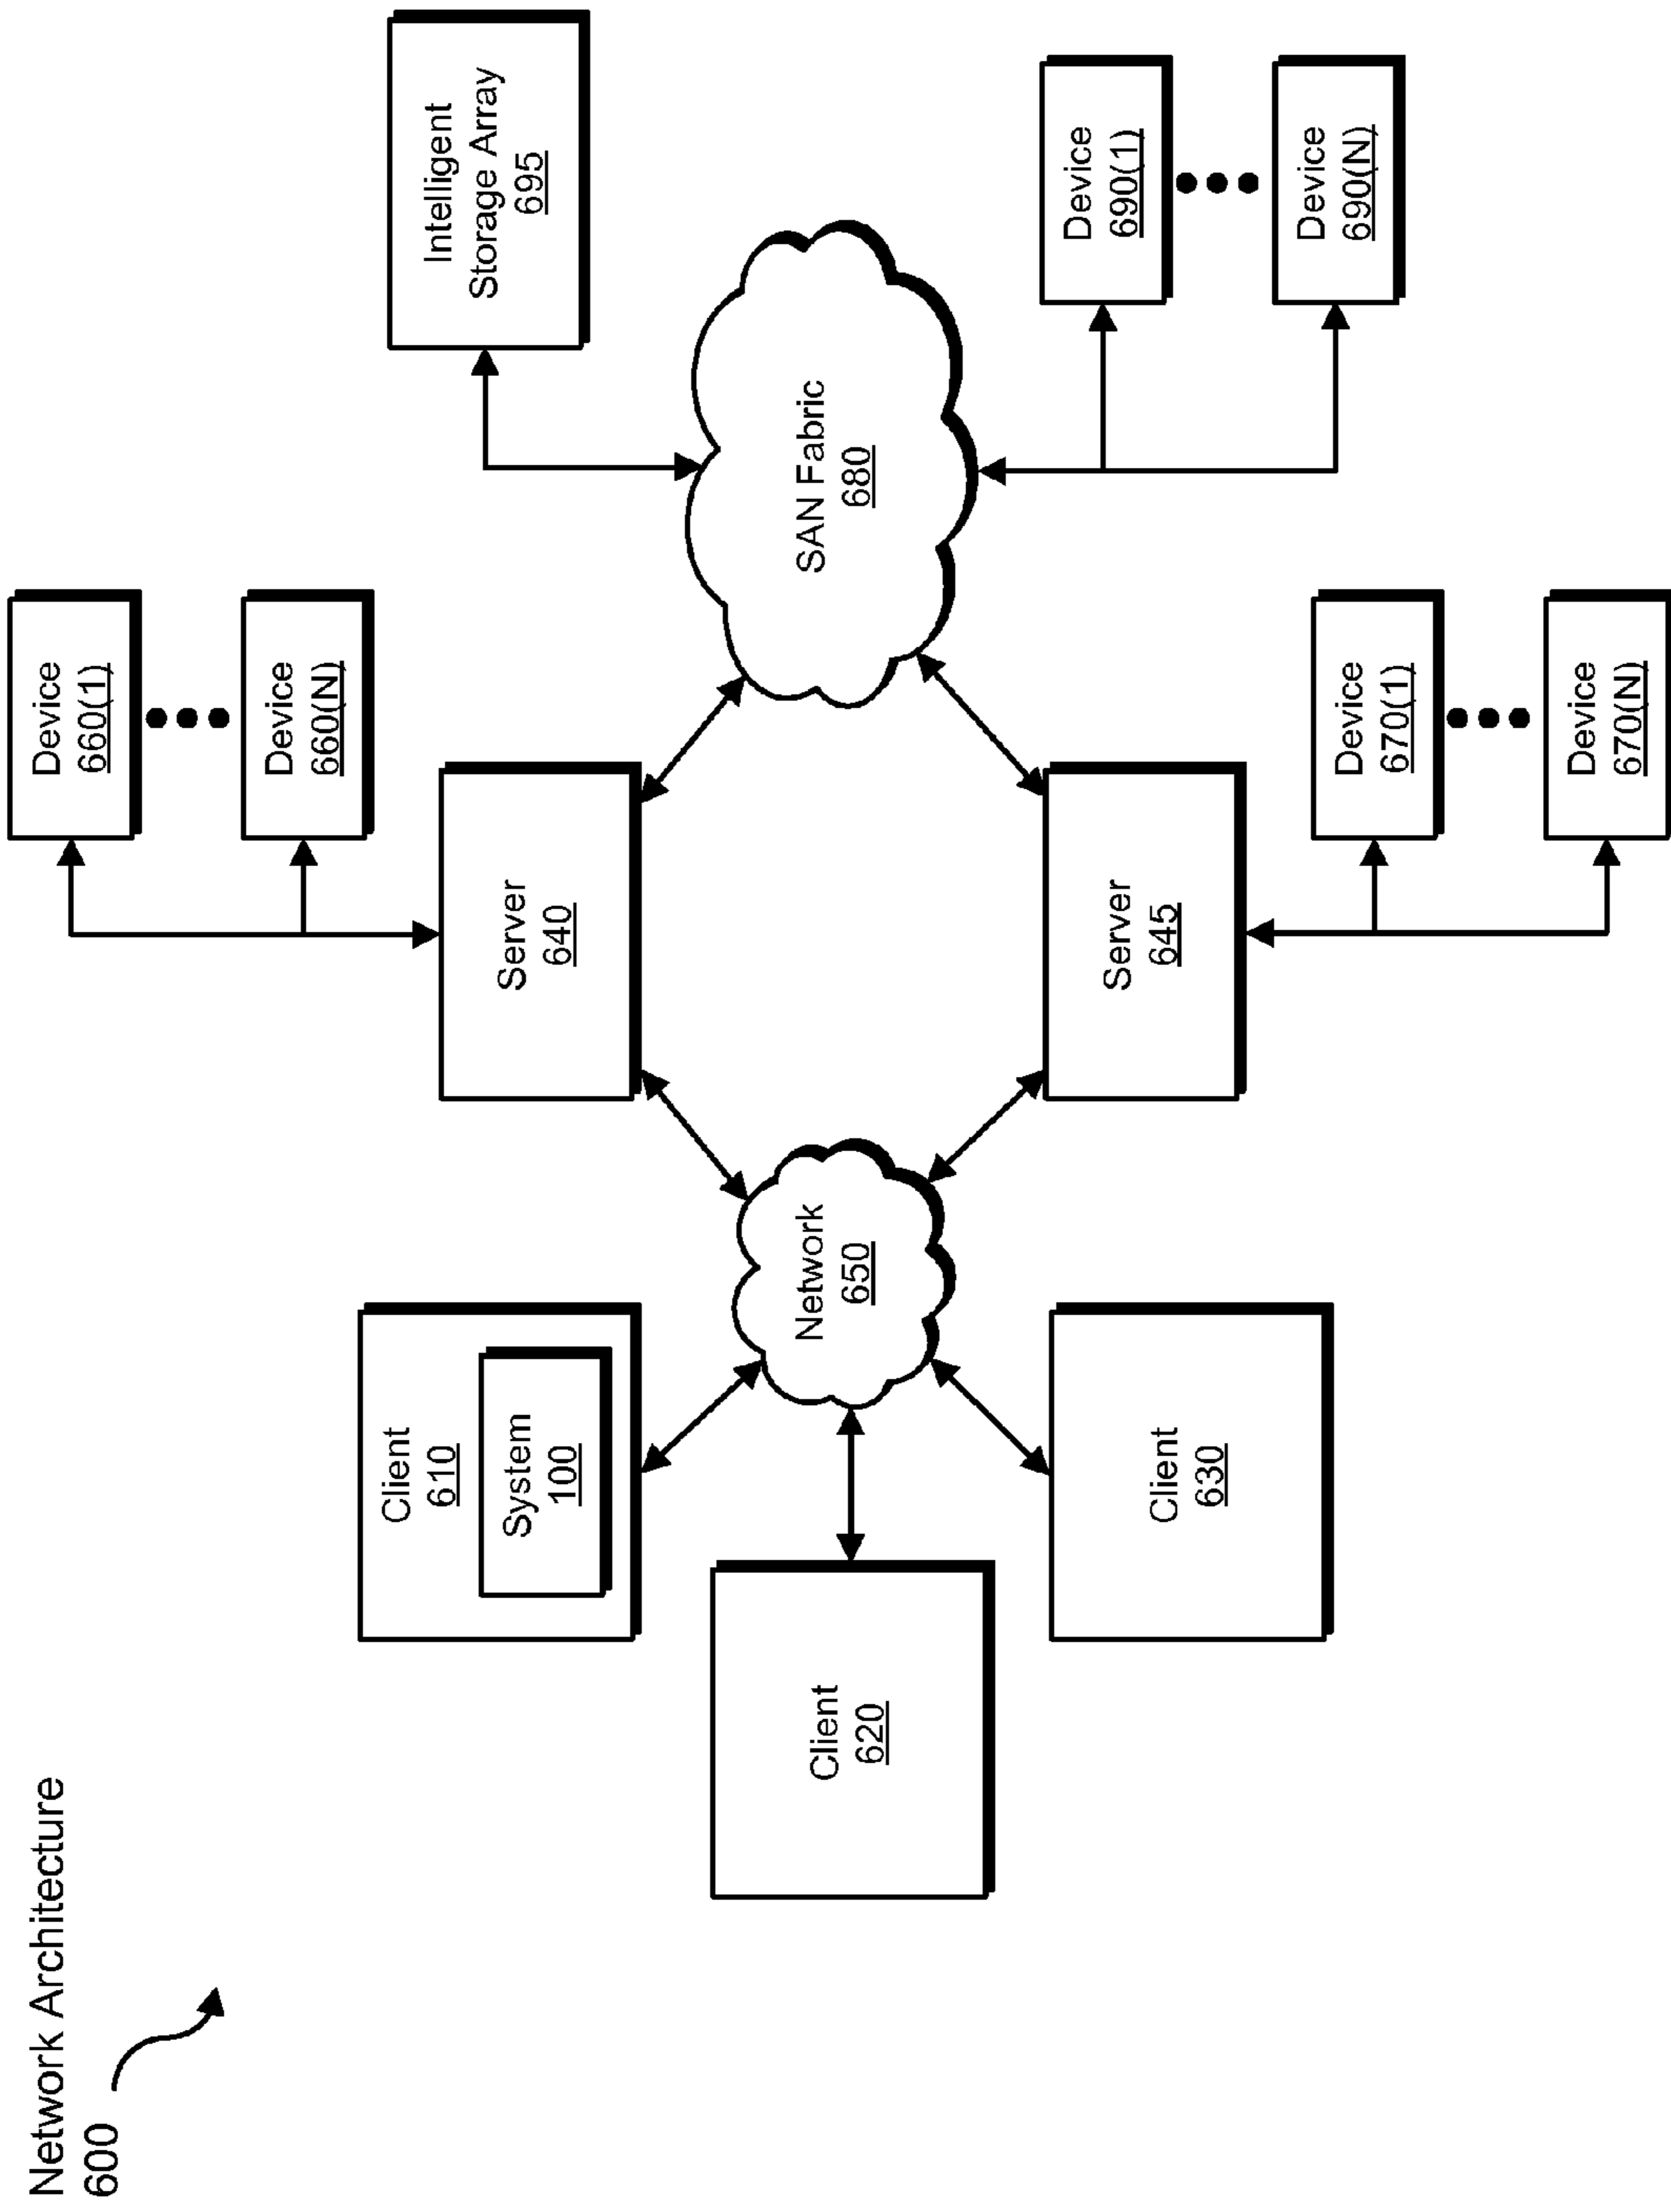 Network Architecture
600
Client
610
System
100
Client
620
Client
630
Network
650
Server
640
Server
645
Device
660(1)
Device
660(N)
Device
670(1)
Device
670(N)
SAN Fabric
680
Intelligent
Storage Array
695
Device
690(1)
Device
690(N)